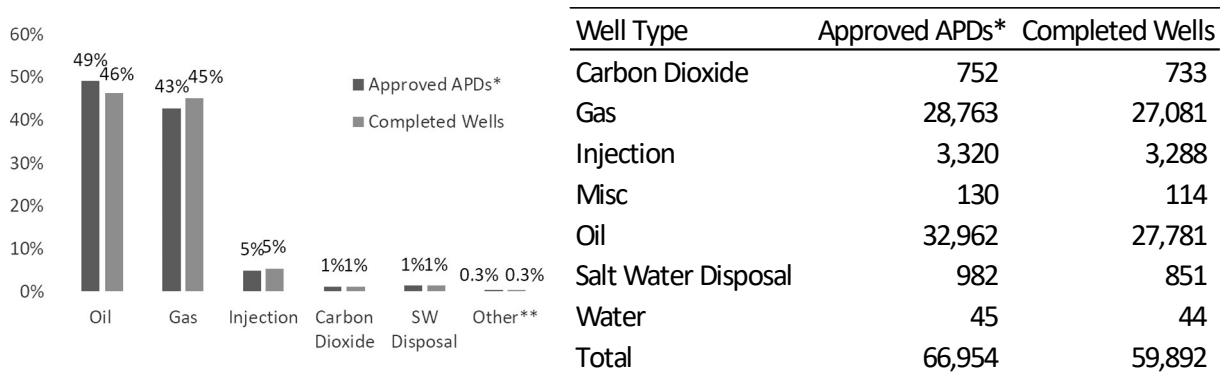 60%
50%
40%
30%
20%
10%
0%
49%
46%
43%
45%
5%
5%
1%
1%
1%
1%
0.3%
0.3%
Approved APDs*
Completed Wells
Oil
Gas
Injection
Carbon
Dioxide
SW
Disposal
Other**
Well Type Approved APDs* Completed Wells
Carbon Dioxide 752 733
Gas 28,763 27,081
Injection 3,320 3,288
Misc 130 114
Oil 32,962 27,781
Salt Water Disposal 982 851
Water 45 44
Total 66,954 59,892